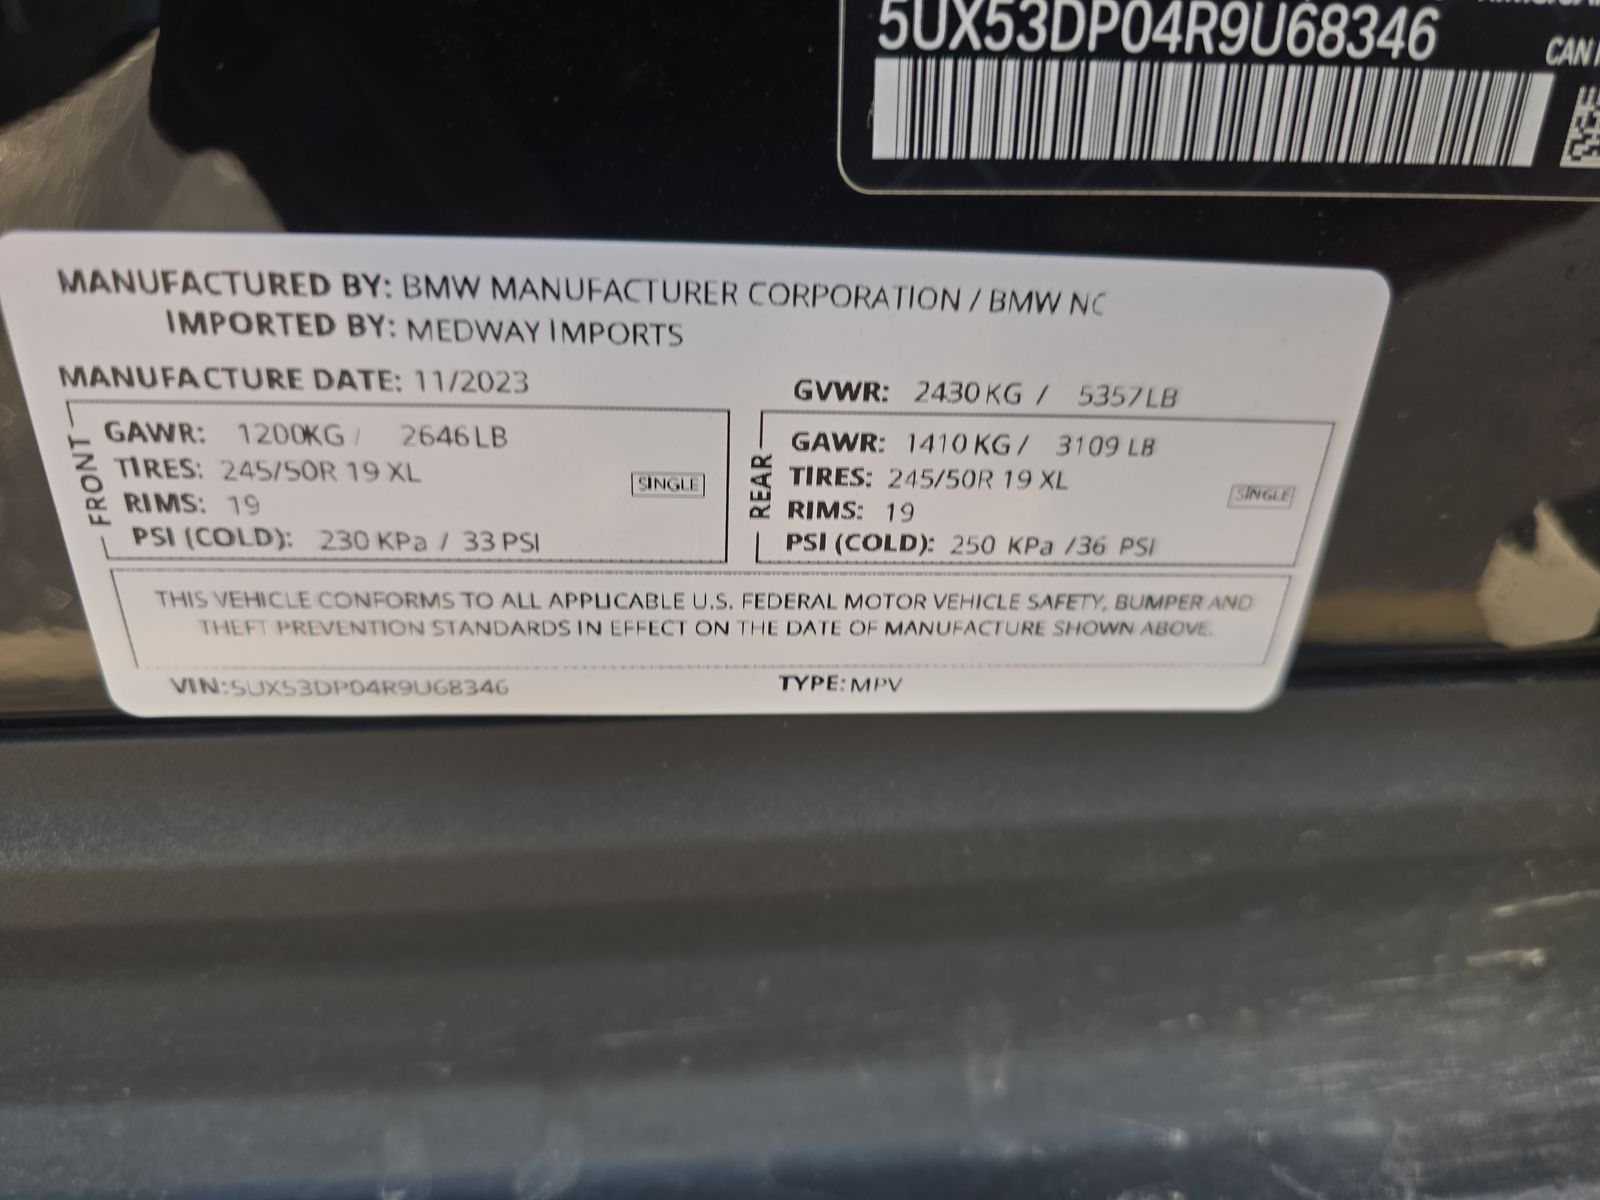 5UX53DP04R9U68346
CAN
MANUFACTURED BY: BMW MANUFACTURER CORPORATION / BMW NC
IMPORTED BY: MEDWAY IMPORTS
MANUFACTURE DATE: 11/2023
GVWR: 2430 KG / 5357 LB
FRONT
GAWR: 1200KG / 2646 LB
TIRES: 245/50R 19 XL
RIMS: 19
PSI (COLD): 230 KPa / 33 PSI
SINGLE
REAR
GAWR: 1410 KG / 3109 LB
TIRES: 245/50R 19 XL
RIMS: 19
PSI (COLD): 250 KPa /36 PSI
SINGLE
THIS VEHICLE CONFORMS TO ALL APPLICABLE U.S. FEDERAL MOTOR VEHICLE SAFETY, BUMPER AND
THEFT PREVENTION STANDARDS IN EFFECT ON THE DATE OF MANUFACTURE SHOWN ABOVE.
VIN:5UX53DP04R9U68346
TYPE: MPV